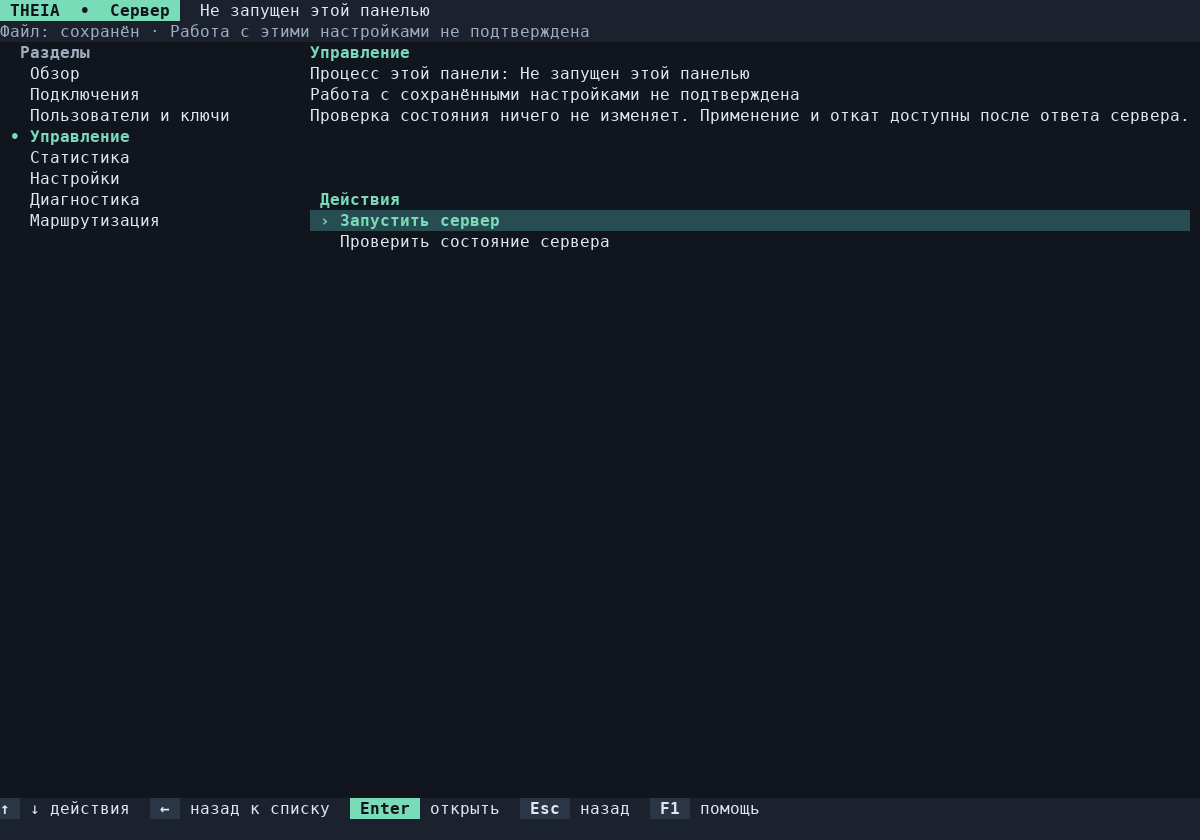 THEIA • Сервер Не запущен этой панелью
Файл: сохранён · Работа с этими настройками не подтверждена
Разделы
Обзор
Подключения
Пользователи и ключи
• Управление
Статистика
Настройки
Диагностика
Маршрутизация
Управление
Процесс этой панели: Не запущен этой панелью
Работа с сохранёнными настройками не подтверждена
Проверка состояния ничего не изменяет. Применение и откат доступны после ответа сервера.
Действия
› Запустить сервер
Проверить состояние сервера
↑ ↓ действия ← назад к списку Enter открыть Esc назад F1 помощь